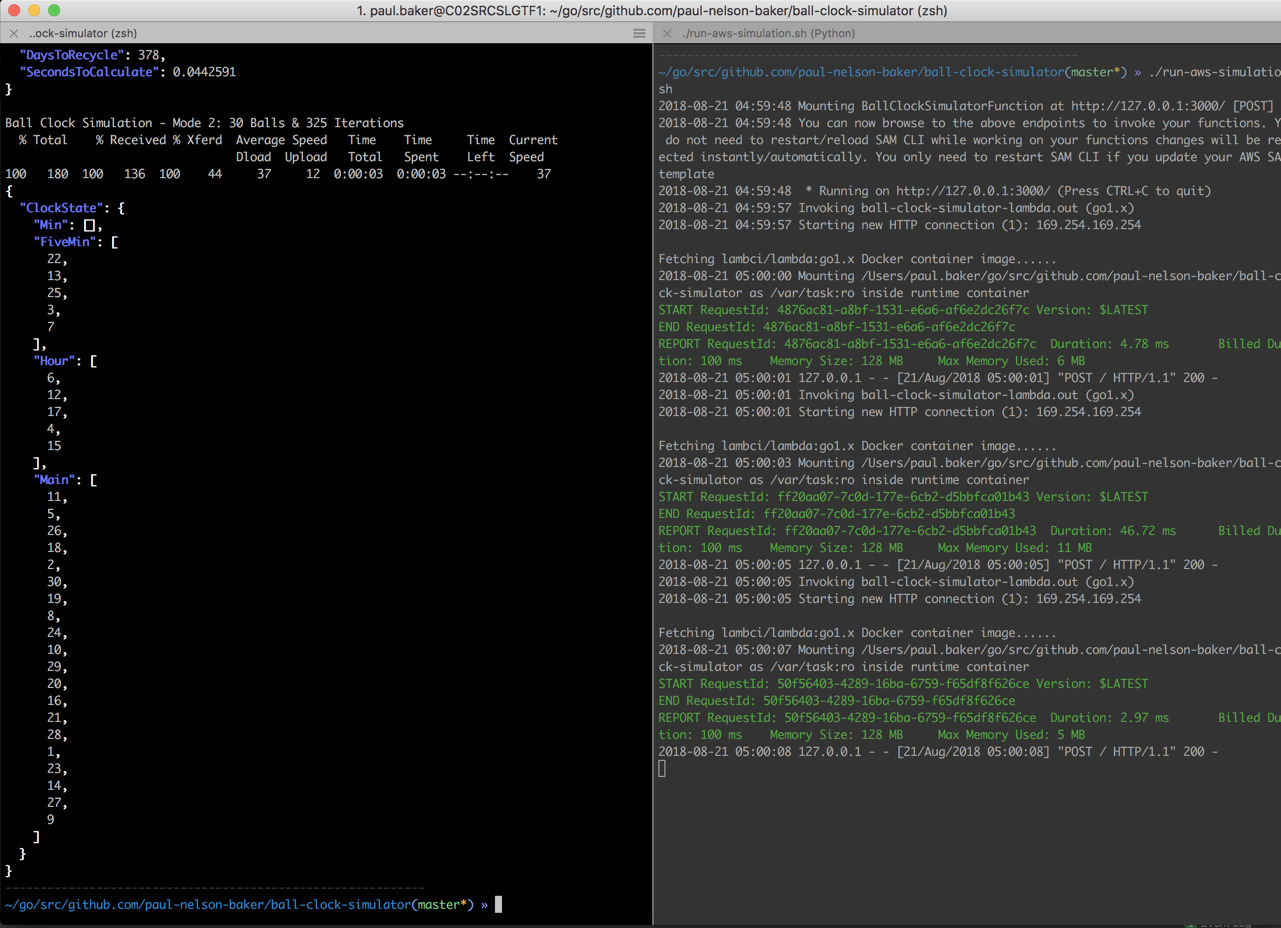 1. paul.baker@C02SRCSLGTF1: ~/go/src/github.com/paul-nelson-baker/ball-clock-simulator (zsh)
..ock-simulator (zsh)
"DaysToRecycle": 378,
"SecondsToCalculate": 0.0442591
}
Ball Clock Simulation - Mode 2: 30 Balls & 325 Iterations
% Total % Received % Xferd Average Speed Time Time Time Current
Dload Upload Total Spent Left Speed
100 180 100 136 100 44 37 12 0:00:03 0:00:03 --:--:-- 37
{
"ClockState": {
"Min": [],
"FiveMin": [
22,
13,
25,
3,
7
],
"Hour": [
6,
12,
17,
4,
15
],
"Main": [
11,
5,
26,
18,
2,
30,
19,
8,
24,
10,
29,
20,
16,
21,
28,
1,
23,
14,
27,
9
]
}
}
------------------------------------------------------------
~/go/src/github.com/paul-nelson-baker/ball-clock-simulator(master*) »
./run-aws-simulation.sh (Python)
------------------------------------------------------------
~/go/src/github.com/paul-nelson-baker/ball-clock-simulator(master*) » ./run-aws-simulatio
sh
2018-08-21 04:59:48 Mounting BallClockSimulatorFunction at http://127.0.0.1:3000/ [POST]
2018-08-21 04:59:48 You can now browse to the above endpoints to invoke your functions. Y
do not need to restart/reload SAM CLI while working on your functions changes will be re
ected instantly/automatically. You only need to restart SAM CLI if you update your AWS SA
template
2018-08-21 04:59:48 * Running on http://127.0.0.1:3000/ (Press CTRL+C to quit)
2018-08-21 04:59:57 Invoking ball-clock-simulator-lambda.out (go1.x)
2018-08-21 04:59:57 Starting new HTTP connection (1): 169.254.169.254
Fetching lambci/lambda:go1.x Docker container image......
2018-08-21 05:00:00 Mounting /Users/paul.baker/go/src/github.com/paul-nelson-baker/ball-c
ck-simulator as /var/task:ro inside runtime container
START RequestId: 4876ac81-a8bf-1531-e6a6-af6e2dc26f7c Version: $LATEST
END RequestId: 4876ac81-a8bf-1531-e6a6-af6e2dc26f7c
REPORT RequestId: 4876ac81-a8bf-1531-e6a6-af6e2dc26f7c Duration: 4.78 ms Billed Du
tion: 100 ms Memory Size: 128 MB Max Memory Used: 6 MB
2018-08-21 05:00:01 127.0.0.1 - - [21/Aug/2018 05:00:01] "POST / HTTP/1.1" 200 -
2018-08-21 05:00:01 Invoking ball-clock-simulator-lambda.out (go1.x)
2018-08-21 05:00:01 Starting new HTTP connection (1): 169.254.169.254
Fetching lambci/lambda:go1.x Docker container image......
2018-08-21 05:00:03 Mounting /Users/paul.baker/go/src/github.com/paul-nelson-baker/ball-c
ck-simulator as /var/task:ro inside runtime container
START RequestId: ff20aa07-7c0d-177e-6cb2-d5bbfca01b43 Version: $LATEST
END RequestId: ff20aa07-7c0d-177e-6cb2-d5bbfca01b43
REPORT RequestId: ff20aa07-7c0d-177e-6cb2-d5bbfca01b43 Duration: 46.72 ms Billed Du
tion: 100 ms Memory Size: 128 MB Max Memory Used: 11 MB
2018-08-21 05:00:05 127.0.0.1 - - [21/Aug/2018 05:00:05] "POST / HTTP/1.1" 200 -
2018-08-21 05:00:05 Invoking ball-clock-simulator-lambda.out (go1.x)
2018-08-21 05:00:05 Starting new HTTP connection (1): 169.254.169.254
Fetching lambci/lambda:go1.x Docker container image......
2018-08-21 05:00:07 Mounting /Users/paul.baker/go/src/github.com/paul-nelson-baker/ball-c
ck-simulator as /var/task:ro inside runtime container
START RequestId: 50f56403-4289-16ba-6759-f65df8f626ce Version: $LATEST
END RequestId: 50f56403-4289-16ba-6759-f65df8f626ce
REPORT RequestId: 50f56403-4289-16ba-6759-f65df8f626ce Duration: 2.97 ms Billed Du
tion: 100 ms Memory Size: 128 MB Max Memory Used: 5 MB
2018-08-21 05:00:08 127.0.0.1 - - [21/Aug/2018 05:00:08] "POST / HTTP/1.1" 200 -